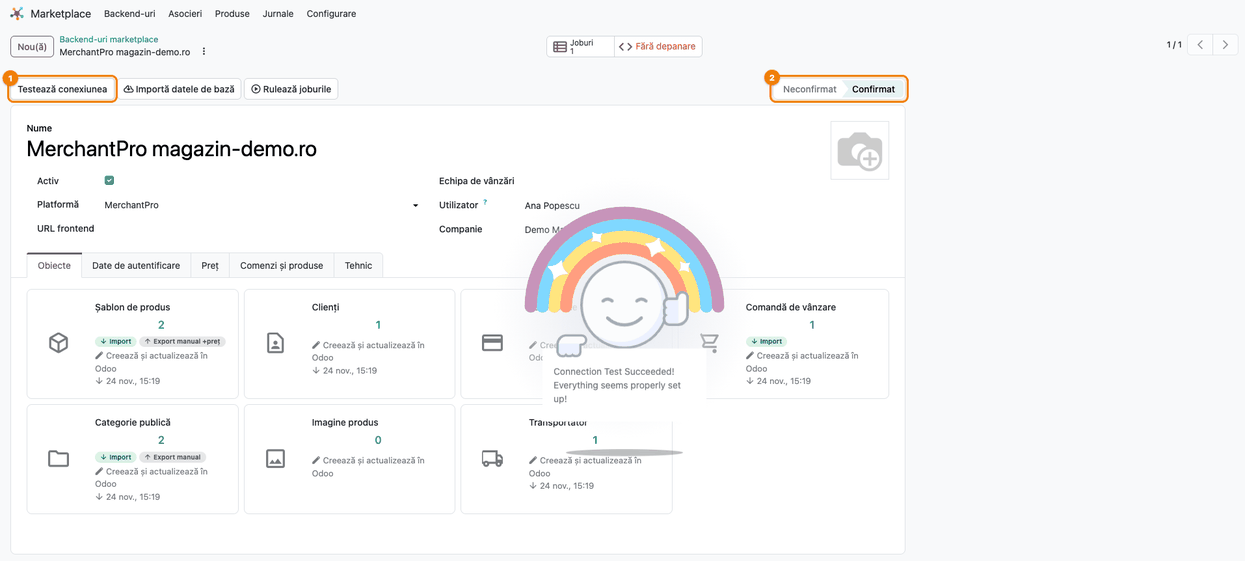 Marketplace Backend-uri Asocieri Produse Jurnale Configurare
Nou(ă)
Backend-uri marketplace
MerchantPro magazin-demo.ro
Joburi
1
Fără depanare
1 / 1
1
2
Testează conexiunea
Importă datele de bază
Rulează joburile
Neconfirmat
Confirmat
Nume
MerchantPro magazin-demo.ro
Activ
Platformă MerchantPro
URL frontend
Echipa de vânzări
Utilizator ? Ana Popescu
Companie Demo
Obiecte Date de autentificare Preț Comenzi și produse Tehnic
Șablon de produs
2
Import Export manual +preț
Creează și actualizează în
Odoo
24 nov., 15:19
Clienți
1
Creează și actualizează în
Odoo
24 nov., 15:19
Connection Test Succeeded!
Everything seems properly set
up!
Comandă de vânzare
1
Import
Creează și actualizează în
Odoo
24 nov., 15:19
Categorie publică
2
Import Export manual
Creează și actualizează în
Odoo
24 nov., 15:19
Imagine produs
0
Creează și actualizează în
Odoo
Transportator
1
Creează și actualizează în
Odoo
24 nov., 15:19